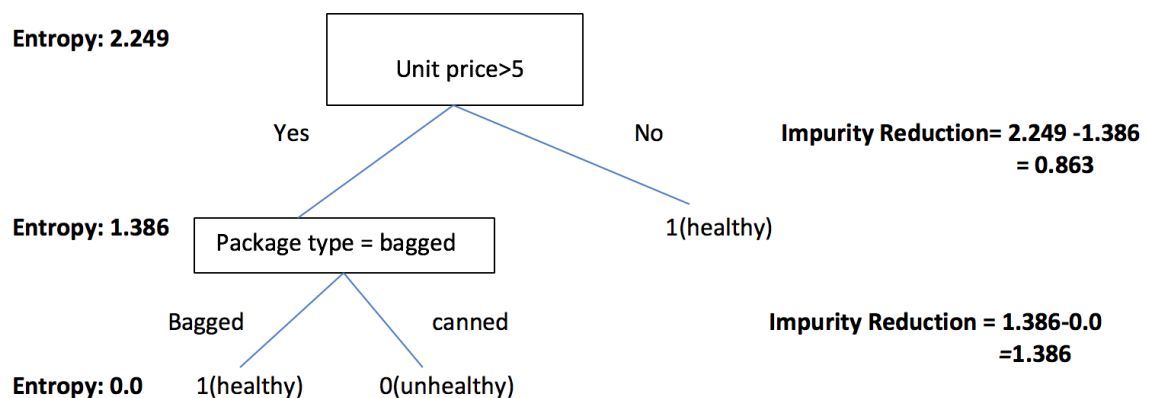 Entropy: 2.249
Unit price>5
Yes
No
Impurity Reduction= 2.249 -1.386
= 0.863
Entropy: 1.386
Package type = bagged
1(healthy)
Bagged
canned
Impurity Reduction = 1.386-0.0
=1.386
Entropy: 0.0
1(healthy)
0(unhealthy)